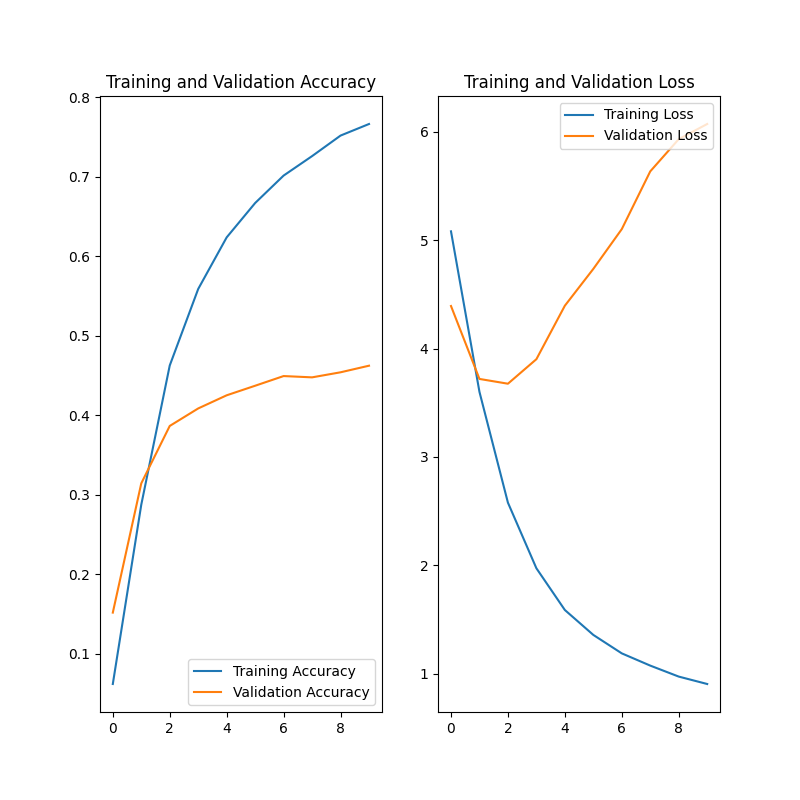 Training and Validation Accuracy
0.8
0.7
0.6
0.5
0.4
0.3
0.2
0.1
0 2 4 6 8
Training Accuracy
Validation Accuracy
Training and Validation Loss
6
5
4
3
2
1
0 2 4 6 8
Training Loss
Validation Loss